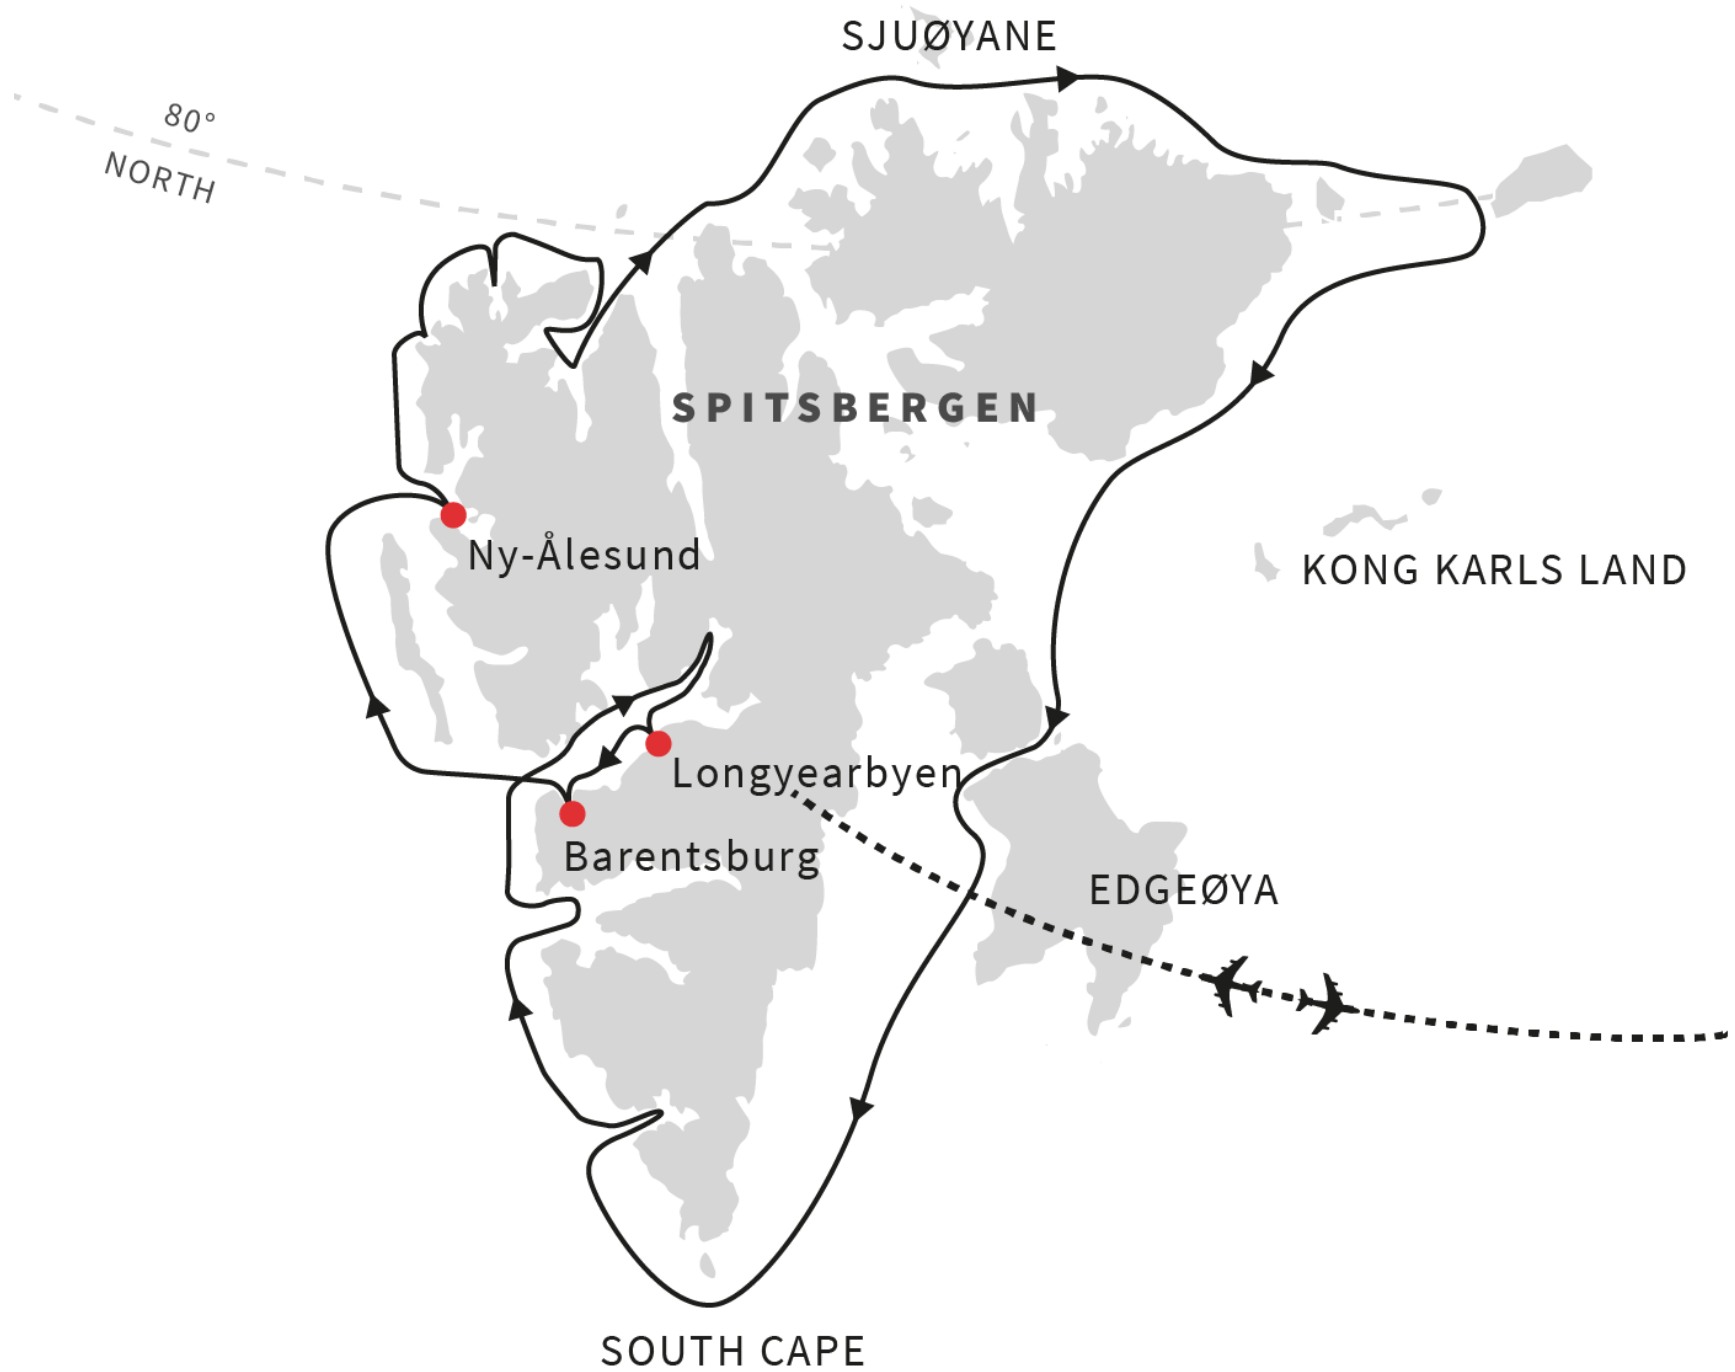 SJUØYANE
80°
NORTH
SPITSBERGEN
Ny-Ålesund
KONG KARLS LAND
Longyearbyen
Barentsburg
EDGEØYA
SOUTH CAPE